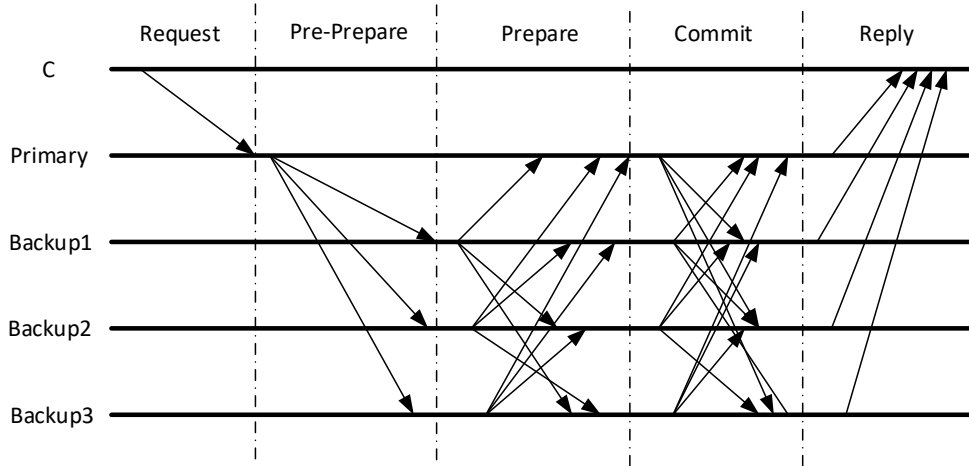 Request Pre-Prepare Prepare Commit Reply
C
Primary
Backup1
Backup2
Backup3